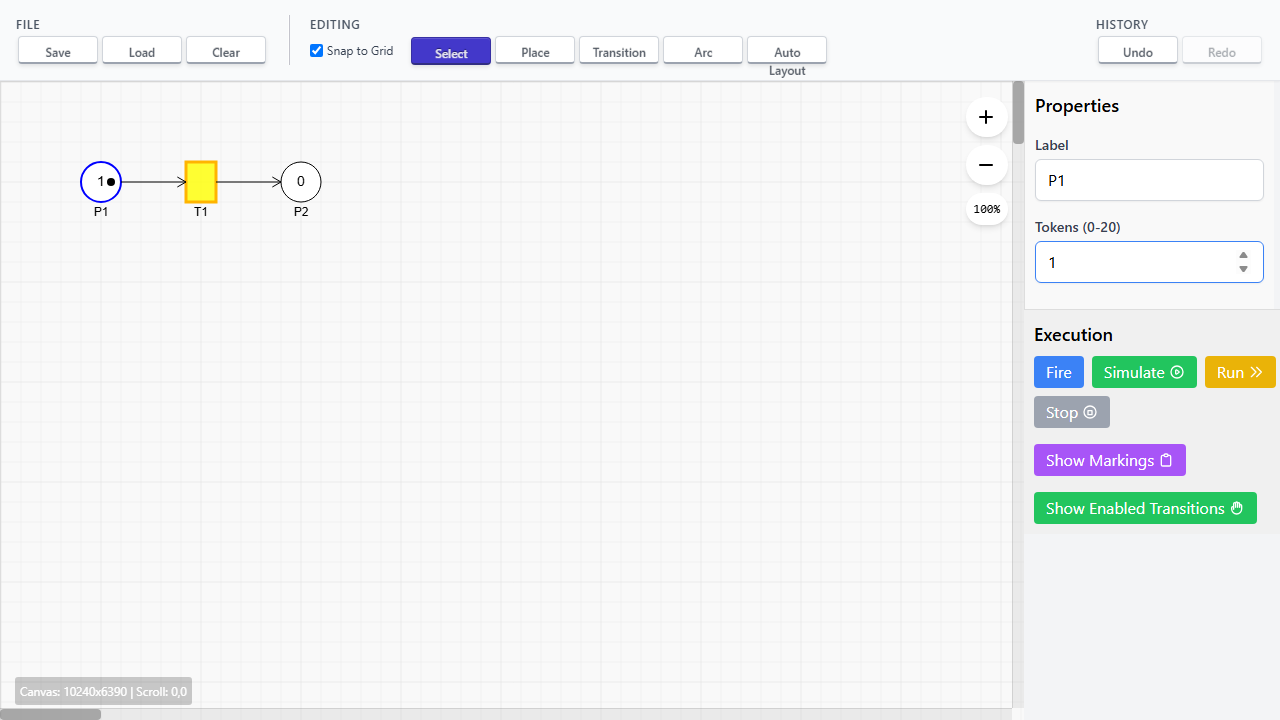 FILE
Save
Load
Clear
EDITING
Snap to Grid
Select
Place
Transition
Arc
Auto
Layout
HISTORY
Undo
Redo
1
P1
T1
0
P2
100%
Canvas: 10240x6390 | Scroll: 0,0
Properties
Label
P1
Tokens (0-20)
1
Execution
Fire
Simulate
Run
Stop
Show Markings
Show Enabled Transitions